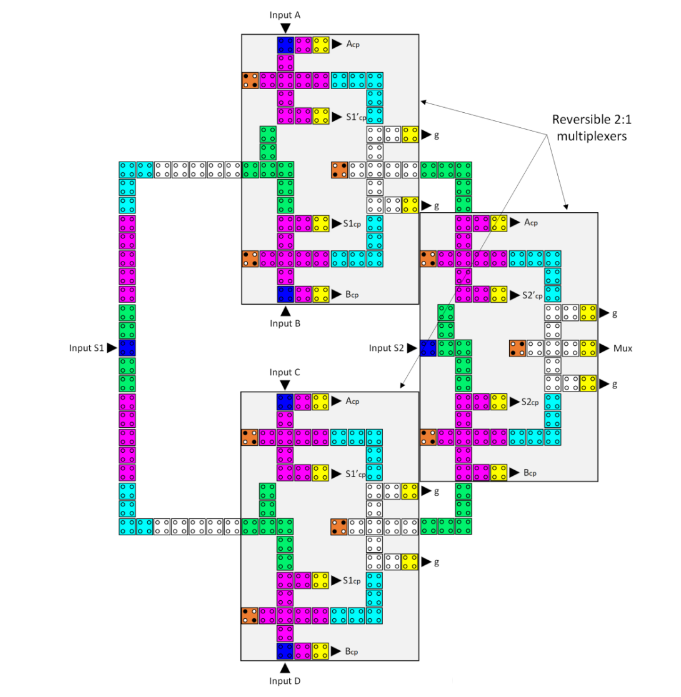 Input A
Acp
S1'cp
g
Reversible 2:1
multiplexers
g
S1cp
Acp
Bcp
S2'cp
Input B
g
Input S1
Input S2
Mux
Input C
g
Acp
S2cp
S1'cp
Bcp
g
g
S1cp
Bcp
Input D